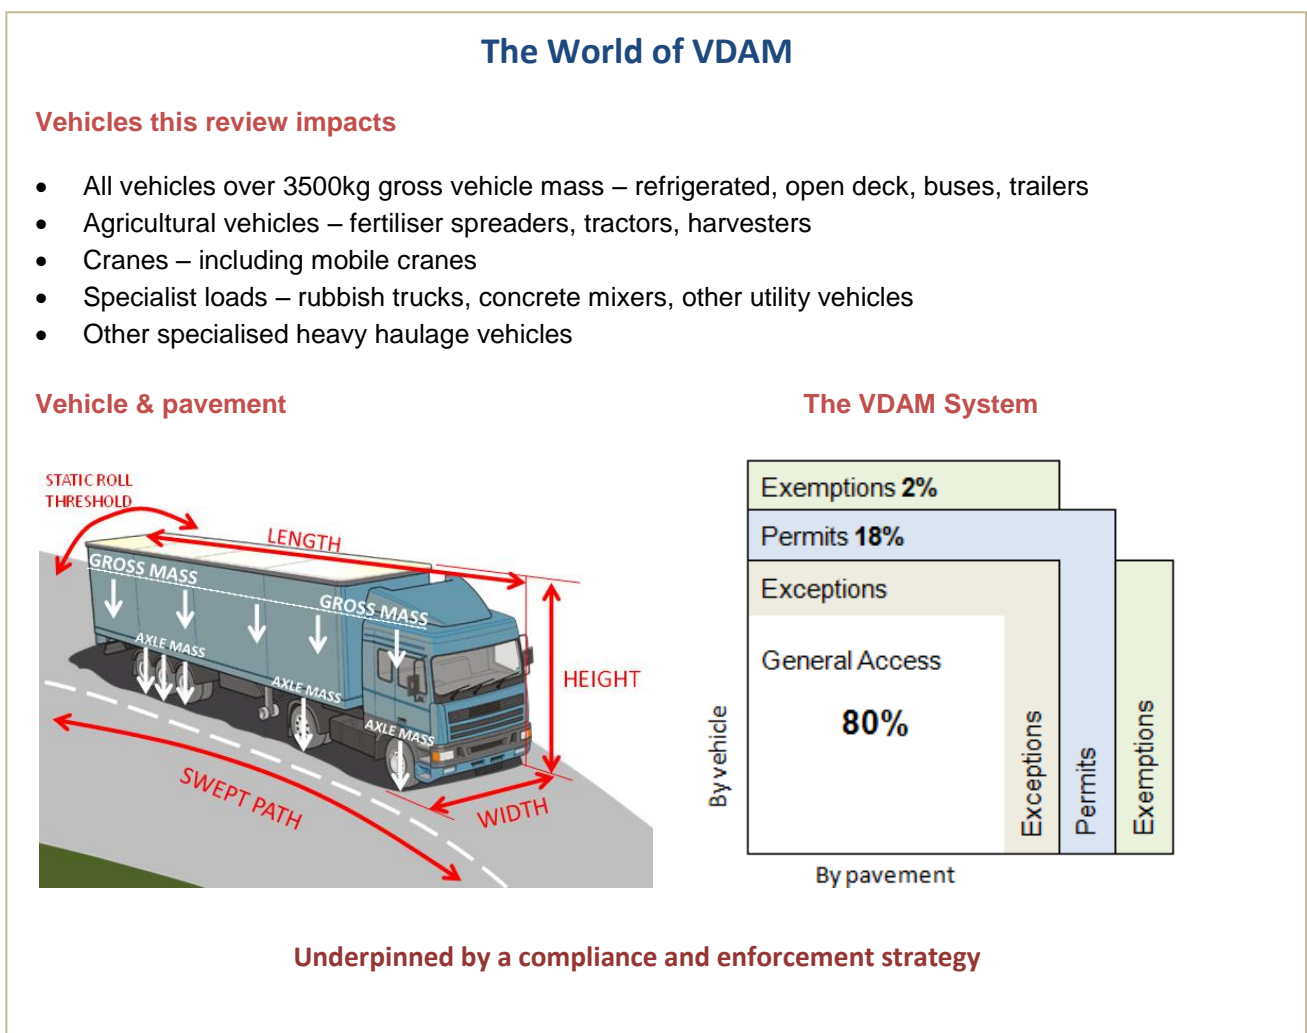 The World of VDAM
Vehicles this review impacts
• All vehicles over 3500kg gross vehicle mass – refrigerated, open deck, buses, trailers
• Agricultural vehicles – fertiliser spreaders, tractors, harvesters
• Cranes – including mobile cranes
• Specialist loads – rubbish trucks, concrete mixers, other utility vehicles
• Other specialised heavy haulage vehicles
Vehicle & pavement
STATIC ROLL
THRESHOLD
LENGTH
GROSS MASS
GROSS MASS
AXLE MASS
AXLE MASS
AXLE MASS
HEIGHT
SWEPT PATH
WIDTH
The VDAM System
Exemptions 2%
Permits 18%
Exceptions
General Access
80%
By vehicle
Exceptions
Permits
Exemptions
By pavement
Underpinned by a compliance and enforcement strategy